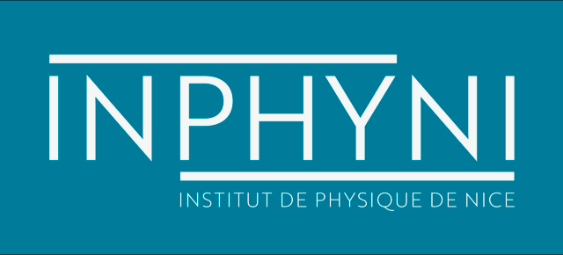 INPHYNI
INSTITUT DE PHYSIQUE DE NICE